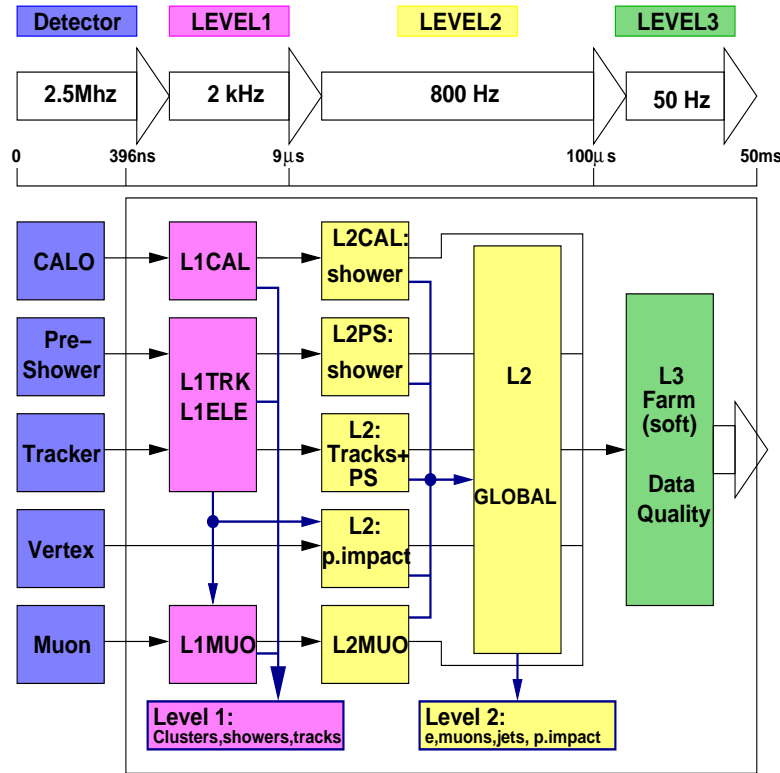 Detector
LEVEL1
LEVEL2
LEVEL3
2.5Mhz
2 kHz
800 Hz
50 Hz
0
396ns
9μs
100μs
50ms
CALO
L1CAL
L2CAL:
shower
Pre-
Shower
L1TRK
L1ELE
L2PS:
shower
L2
GLOBAL
L3
Farm
(soft)
Data
Quality
Tracker
L2:
Tracks+
PS
Vertex
L2:
p.impact
Muon
L1MUO
L2MUO
Level 1:
Clusters,showers,tracks
Level 2:
e,muons,jets, p.impact